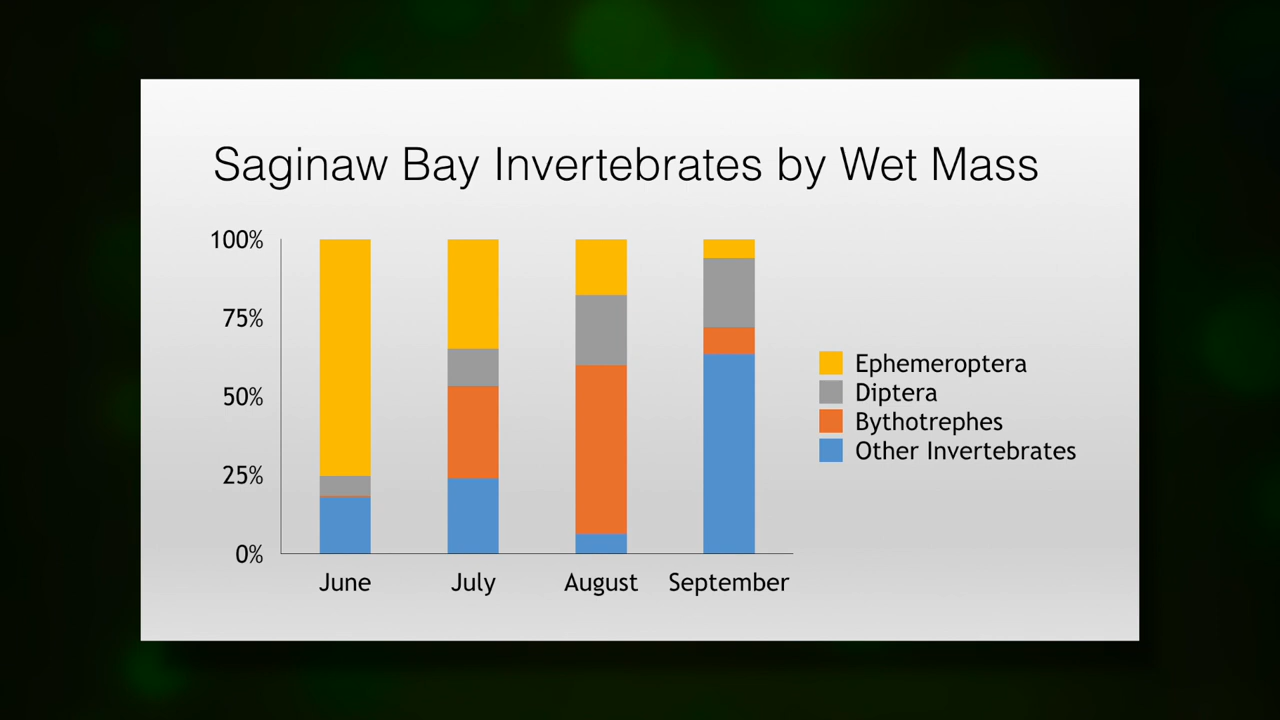 Saginaw Bay Invertebrates by Wet Mass
100%
75%
50%
25%
0%
June July August September
Ephemeroptera
Diptera
Bythotrephes
Other Invertebrates